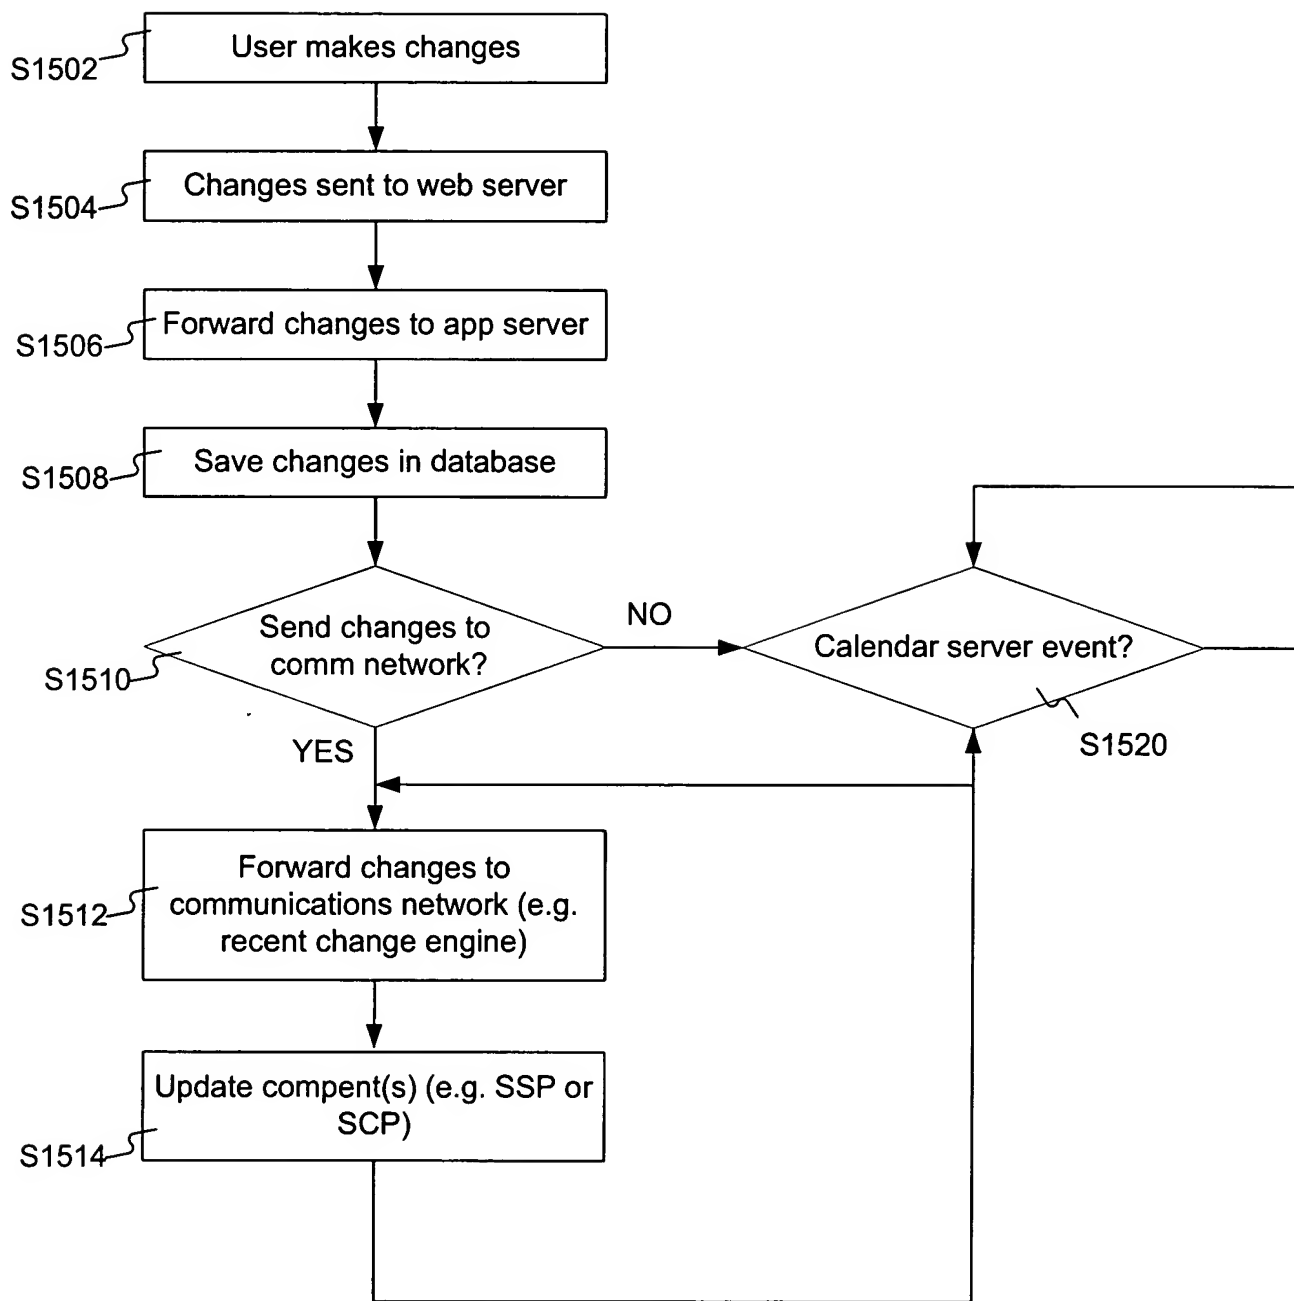 User makes changes
S1502
Changes sent to web server
S1504
Forward changes to app server
S1506
Save changes in database
S1508
Send changes to
comm network?
S1510
NO
Calendar server event?
S1520
YES
Forward changes to
communications network (e.g.
recent change engine)
S1512
Update compent(s) (e.g. SSP or
SCP)
S1514